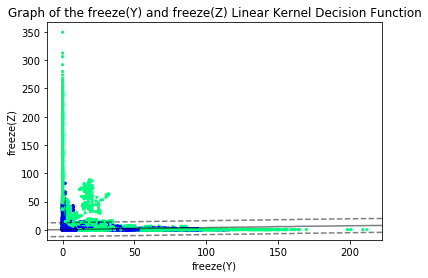 Graph of the freeze(Y) and freeze(Z) Linear Kernel Decision Function
350
300
250
200
150
100
50
0
freeze(Z)
0 50 100 150 200
freeze(Y)